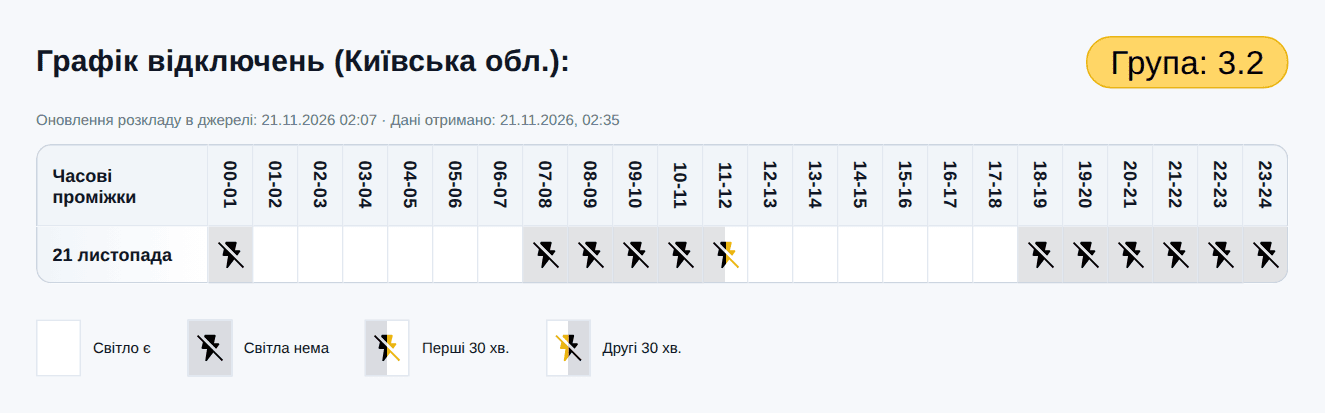 Графік відключень (Київська обл.):
Група: 3.2
Оновлення розкладу в джерелі: 21.11.2026 02:07 · Дані отримано: 21.11.2026, 02:35
Часові проміжки 00-01 01-02 02-03 03-04 04-05 05-06 06-07 07-08 08-09 09-10 10-11 11-12 12-13 13-14 14-15 15-16 16-17 17-18 18-19 19-20 20-21 21-22 22-23 23-24
21 листопада
Світло є Світла нема Перші 30 хв. Другі 30 хв.